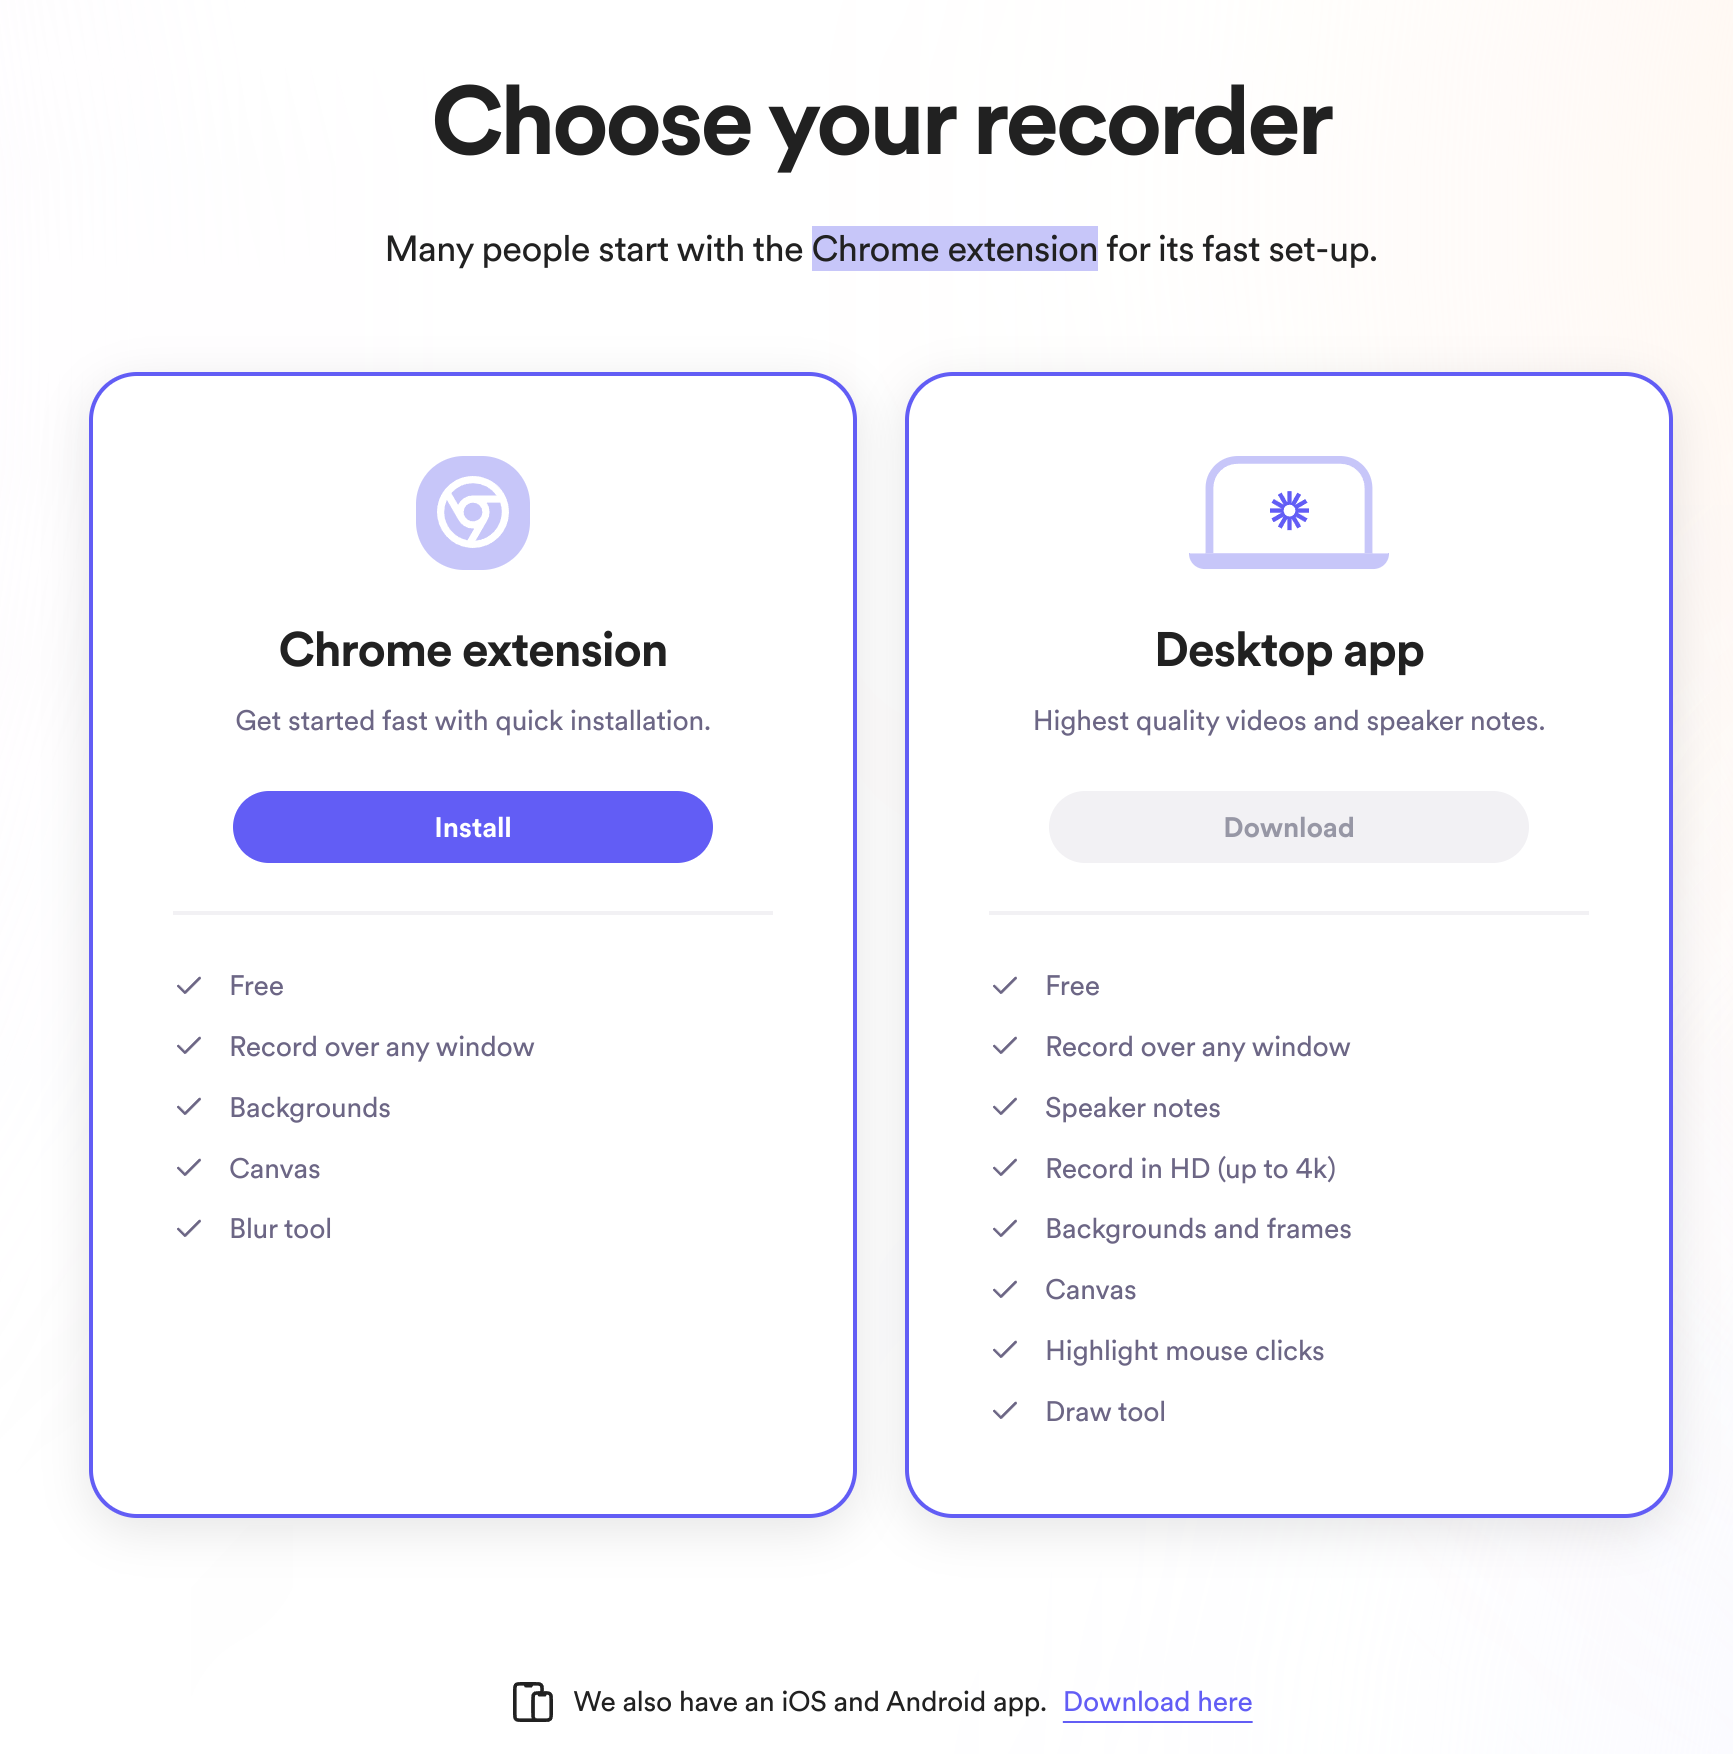 Choose your recorder
Many people start with the Chrome extension for its fast set-up.
Chrome extension
Get started fast with quick installation.
Install
Free
Record over any window
Backgrounds
Canvas
Blur tool
Desktop app
Highest quality videos and speaker notes.
Download
Free
Record over any window
Speaker notes
Record in HD (up to 4k)
Backgrounds and frames
Canvas
Highlight mouse clicks
Draw tool
We also have an iOS and Android app. Download here